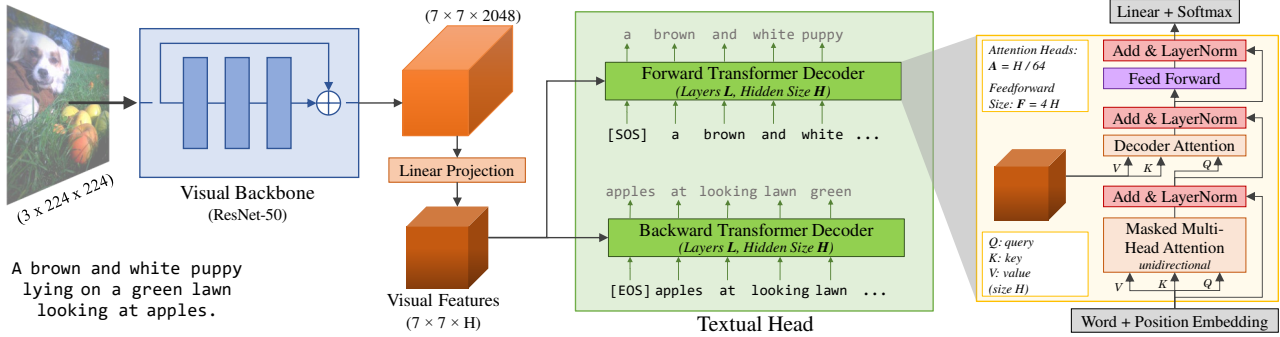 (3 x 224 x 224)
A brown and white puppy
lying on a green lawn
looking at apples.
Visual Backbone
(ResNet-50)
(7 × 7 × 2048)
Linear Projection
Visual Features
(7 × 7 × H)
a brown and white puppy
Forward Transformer Decoder
(Layers L, Hidden Size H)
[SOS] a brown and white ...
apples at looking lawn green
Backward Transformer Decoder
(Layers L, Hidden Size H)
[EOS] apples at looking lawn ...
Textual Head
Linear + Softmax
Attention Heads:
A = H / 64
Feedforward
Size: F = 4 H
Add & LayerNorm
Feed Forward
Add & LayerNorm
Decoder Attention
V K Q
Add & LayerNorm
Masked Multi-
Head Attention
unidirectional
V K Q
Q: query
K: key
V: value
(size H)
Word + Position Embedding